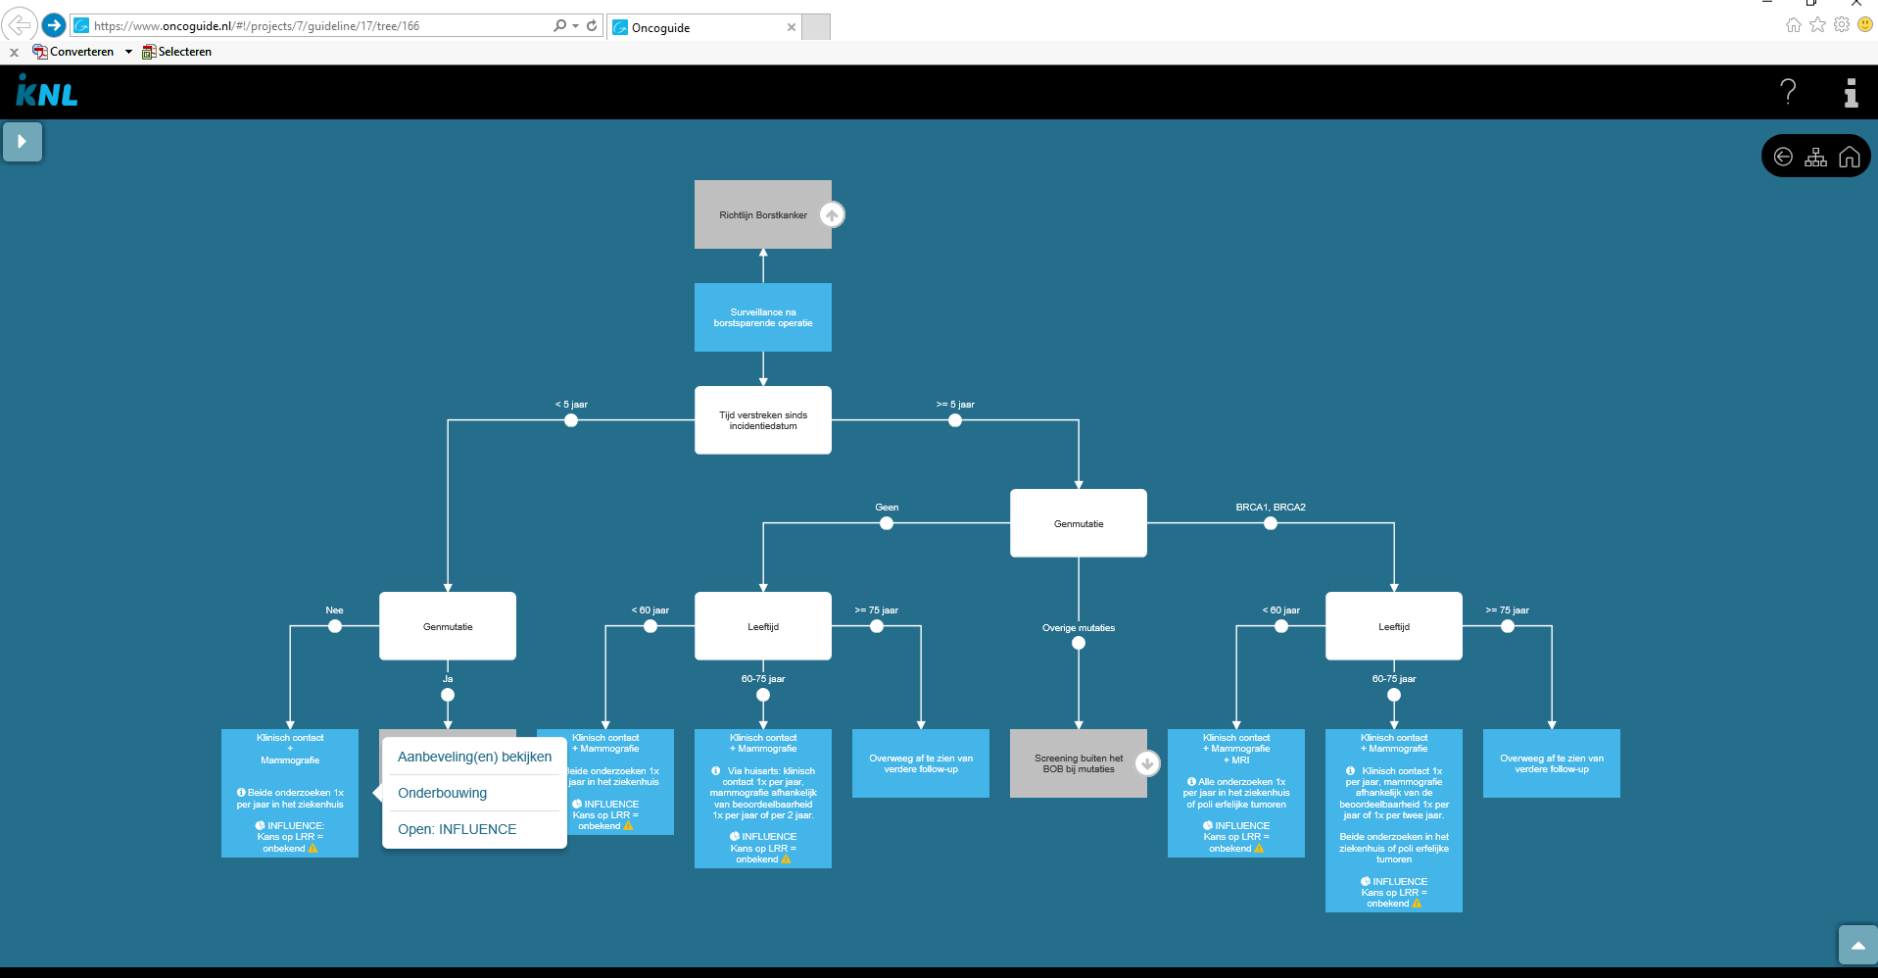 https://www.oncoguide.nl/#!/projects/7/guideline/17/tree/166
Oncoguide
Converteren
Selecteren
iKNL
Richtlijn Borstkanker
Surveillance na
borstsparende operatie
Tijd verstreken sinds
incidentiedatum
< 5 jaar
>= 5 jaar
Genmutatie
Geen
BRCA1, BRCA2
Overige mutaties
Genmutatie
Nee
Ja
Leeftijd
< 60 jaar
60-75 jaar
>= 75 jaar
Leeftijd
< 60 jaar
60-75 jaar
>= 75 jaar
Klinisch contact
+
Mammografie
Beide onderzoeken 1x
per jaar in het ziekenhuis
INFLUENCE:
Kans op LRR =
onbekend
Aanbeveling(en) bekijken
Onderbouwing
Open: INFLUENCE
Klinisch contact
+ Mammografie
Beide onderzoeken 1x
jaar in het ziekenhuis
INFLUENCE
Kans op LRR =
onbekend
Klinisch contact
+ Mammografie
Via huisarts: klinisch
contact 1x per jaar,
mammografie afhankelijk
van beoordeelbaarheid
1x per jaar of per 2 jaar.
INFLUENCE
Kans op LRR =
onbekend
Overweeg af te zien van
verdere follow-up
Screening buiten het
BOB bij mutaties
Klinisch contact
+ Mammografie
+ MRI
Alle onderzoeken 1x
per jaar in het ziekenhuis
of poli erfelijke tumoren
INFLUENCE
Kans op LRR =
onbekend
Klinisch contact
+ Mammografie
Klinisch contact 1x
per jaar, mammografie
afhankelijk van de
beoordeelbaarheid 1x per
jaar of 1x per twee jaar.
Beide onderzoeken in het
ziekenhuis of poli erfelijke
tumoren
INFLUENCE
Kans op LRR =
onbekend
Overweeg af te zien van
verdere follow-up